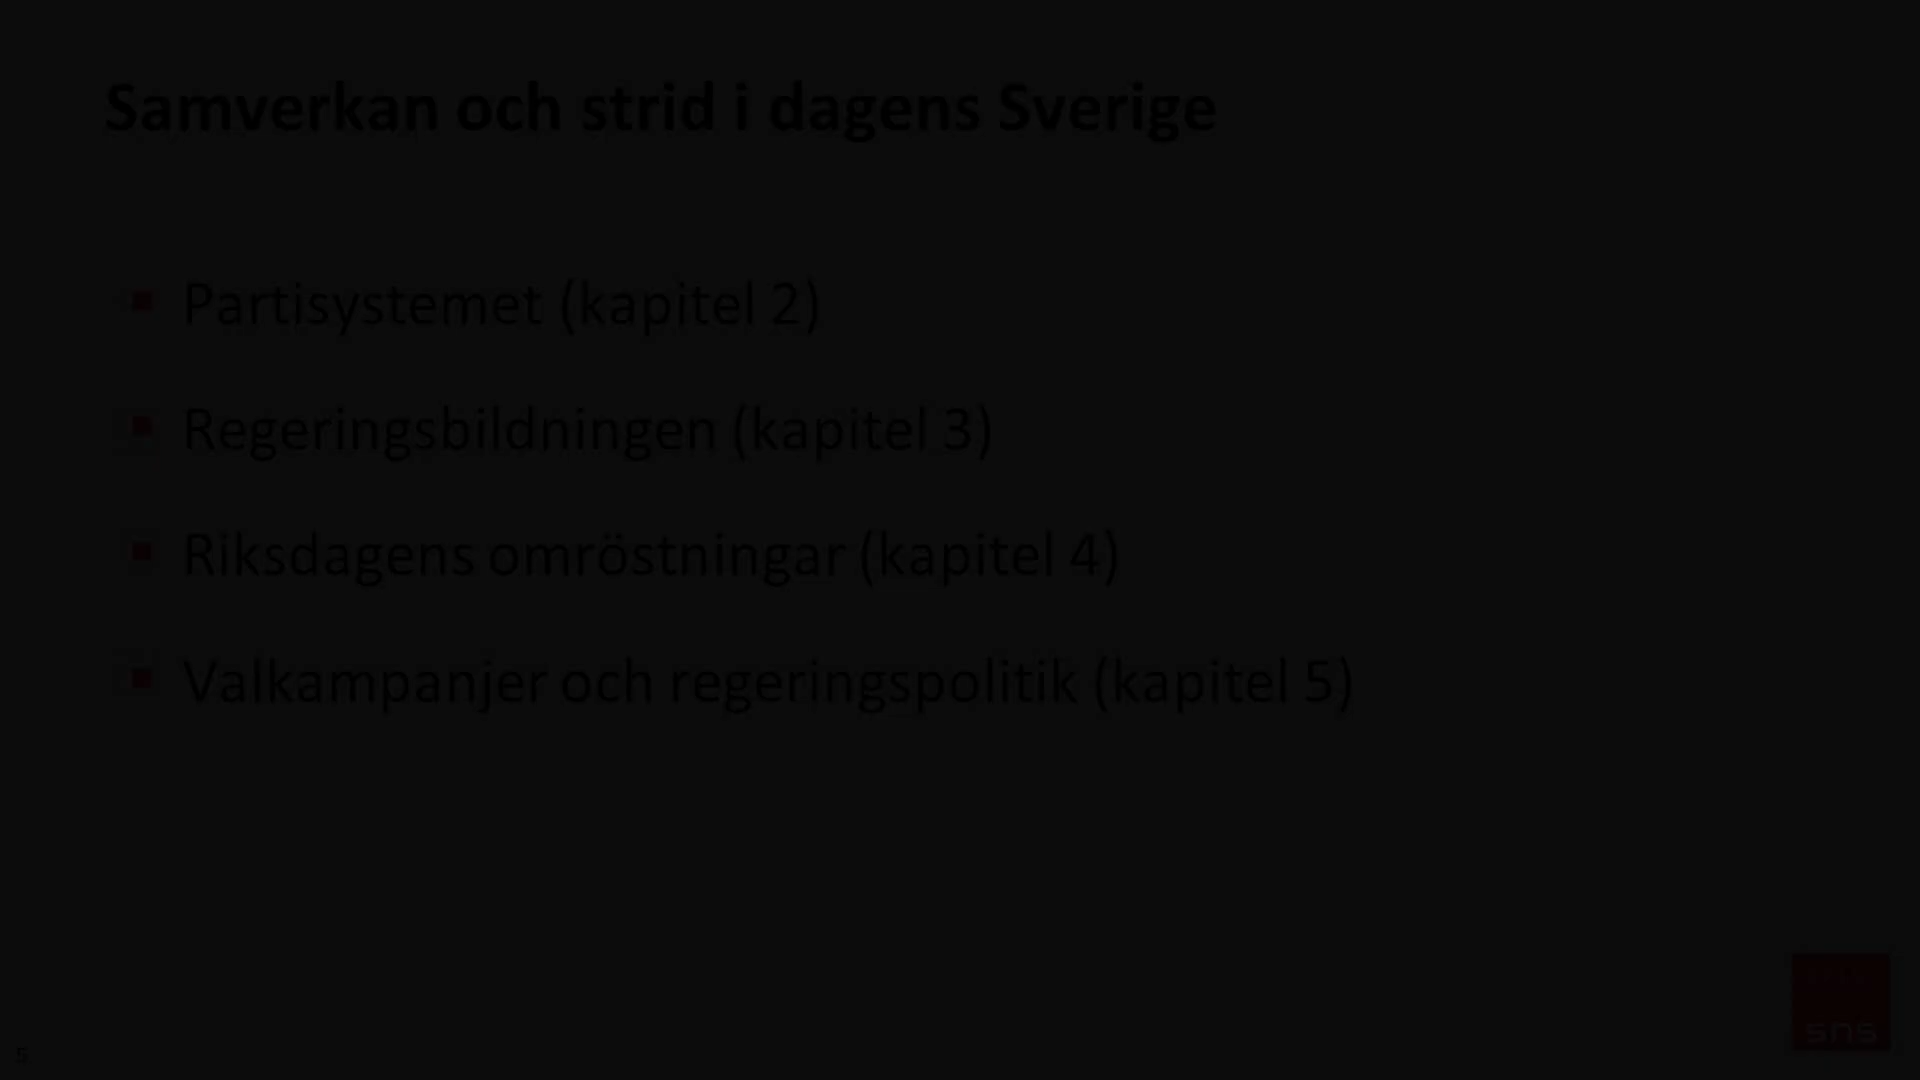 Samverkan och strid i dagens Sverige
Partisystemet (kapitel 2)
Regeringsbildningen (kapitel 3)
Riksdagens omröstningar (kapitel 4)
Valkampanjer och regeringspolitik (kapitel 5)
sns
5